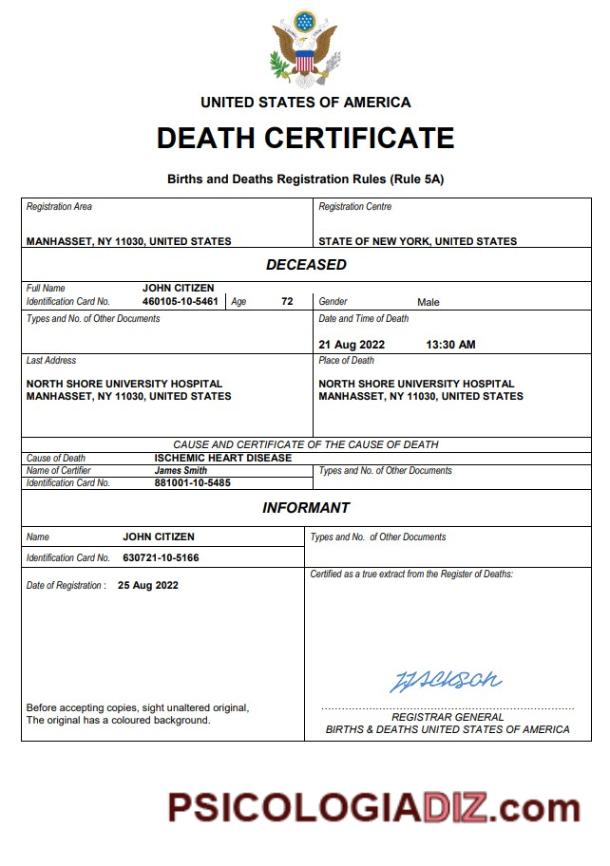 UNITED STATES OF AMERICA
DEATH CERTIFICATE
Births and Deaths Registration Rules (Rule 5A)
Registration Area
Registration Centre
MANHASSET, NY 11030, UNITED STATES
STATE OF NEW YORK, UNITED STATES
DECEASED
Full Name JOHN CITIZEN
Identification Card No. 460105-10-5461 Age 72 Gender Male
Types and No. of Other Documents
Date and Time of Death
21 Aug 2022 13:30 AM
Last Address
Place of Death
NORTH SHORE UNIVERSITY HOSPITAL
MANHASSET, NY 11030, UNITED STATES
NORTH SHORE UNIVERSITY HOSPITAL
MANHASSET, NY 11030, UNITED STATES
CAUSE AND CERTIFICATE OF THE CAUSE OF DEATH
Cause of Death ISCHEMIC HEART DISEASE
Name of Certifier James Smith
Types and No. of Other Documents
Identification Card No. 881001-10-5485
INFORMANT
Name JOHN CITIZEN
Types and No. of Other Documents
Identification Card No. 630721-10-5166
Certified as a true extract from the Register of Deaths:
Date of Registration : 25 Aug 2022
Before accepting copies, sight unaltered original,
The original has a coloured background.
REGISTRAR GENERAL
BIRTHS & DEATHS UNITED STATES OF AMERICA
PSICOLOGIADIZ.com